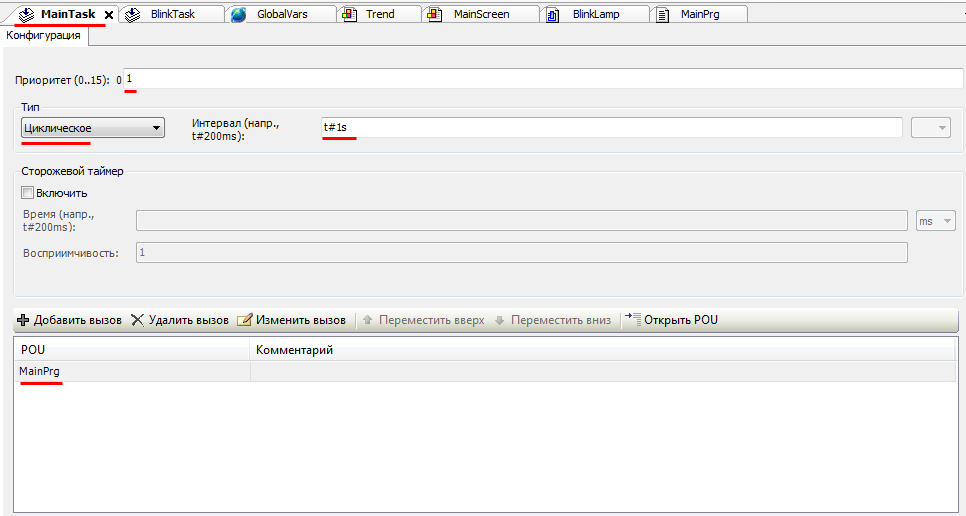 MainTask BlinkTask GlobalVars Trend MainScreen BlinkLamp MainPrg
Конфигурация
Приоритет (0..15): 0 1
Тип
Циклическое Интервал (напр., t#1s
t#200ms):
Сторожевой таймер
Включить
Время (напр.,
t#200ms): ms
Восприимчивость: 1
Добавить вызов Удалить вызов Изменить вызов Переместить вверх Переместить вниз Открыть POU
POU Комментарий
MainPrg